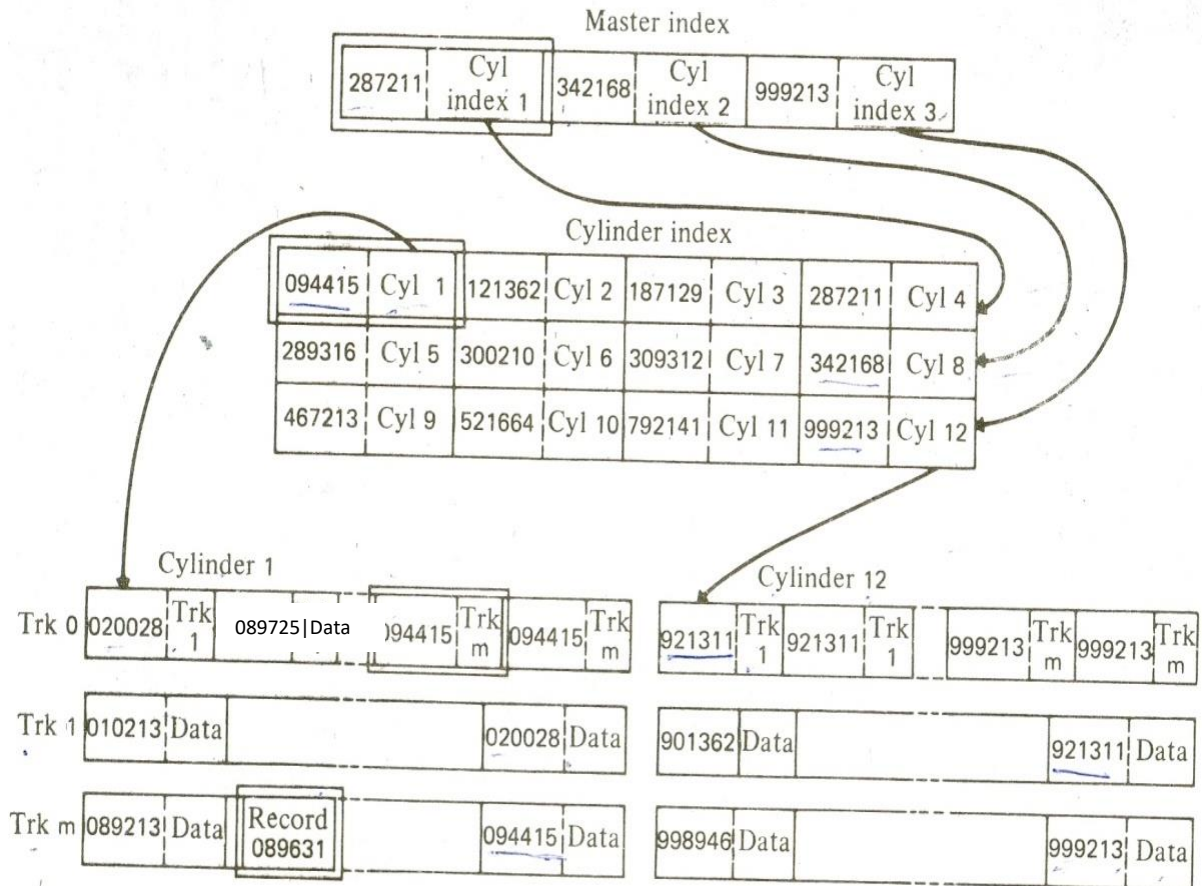 Master index
287211 Cyl index 1 342168 Cyl index 2 999213 Cyl index 3
Cylinder index
094415 Cyl 1 121362 Cyl 2 187129 Cyl 3 287211 Cyl 4
289316 Cyl 5 300210 Cyl 6 309312 Cyl 7 342168 Cyl 8
467213 Cyl 9 521664 Cyl 10 792141 Cyl 11 999213 Cyl 12
Cylinder 1
Cylinder 12
Trk 0 020028 Trk 1 089725|Data 094415 Trk m 094415 Trk m 921311 Trk 1 921311 Trk 1 999213 Trk m 999213 Trk m
Trk 1 010213 Data 020028 Data 901362 Data 921311 Data
Trk m 089213 Data Record 089631 094415 Data 998946 Data 999213 Data